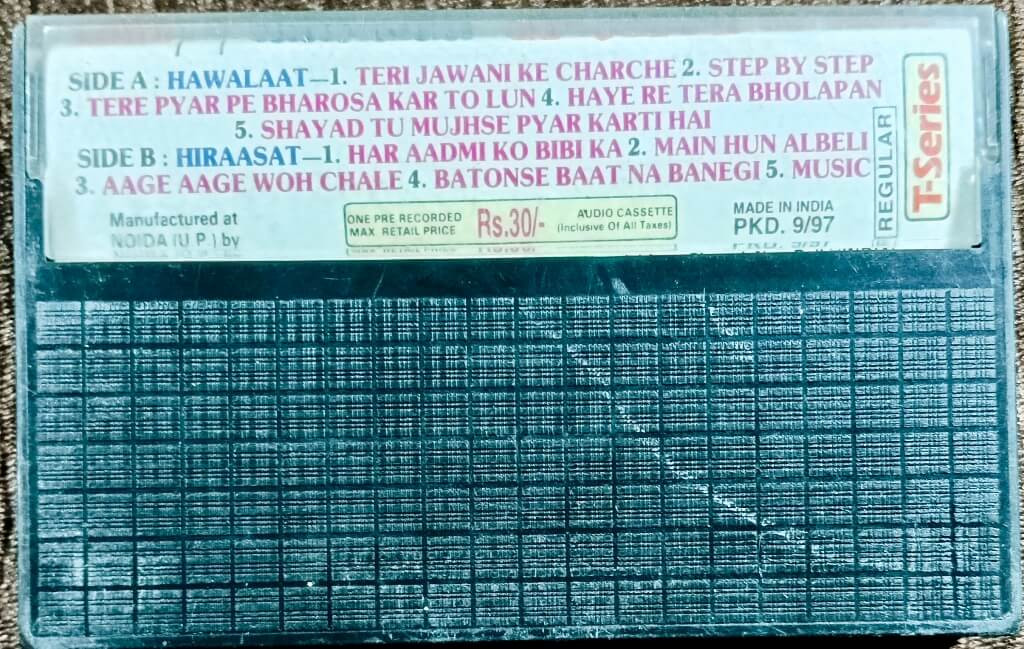 SIDE A : HAWALAAT—1. TERI JAWANI KE CHARCHE 2. STEP BY STEP
3. TERE PYAR PE BHAROSA KAR TO LUN 4. HAYE RE TERA BHOLAPAN
5. SHAYAD TU MUJHSE PYAR KARTI HAI
SIDE B : HIRAASAT—1. HAR AADMI KO BIBI KA 2. MAIN HUN ALBELI
3. AAGE AAGE WOH CHALE 4. BATONSE BAAT NA BANEGI 5. MUSIC
REGULAR
T-Series
Manufactured at
NOIDA (U.P.) by
ONE PRE RECORDED
MAX RETAIL PRICE
Rs.30/-
AUDIO CASSETTE
(Inclusive Of All Taxes)
MADE IN INDIA
PKD. 9/97